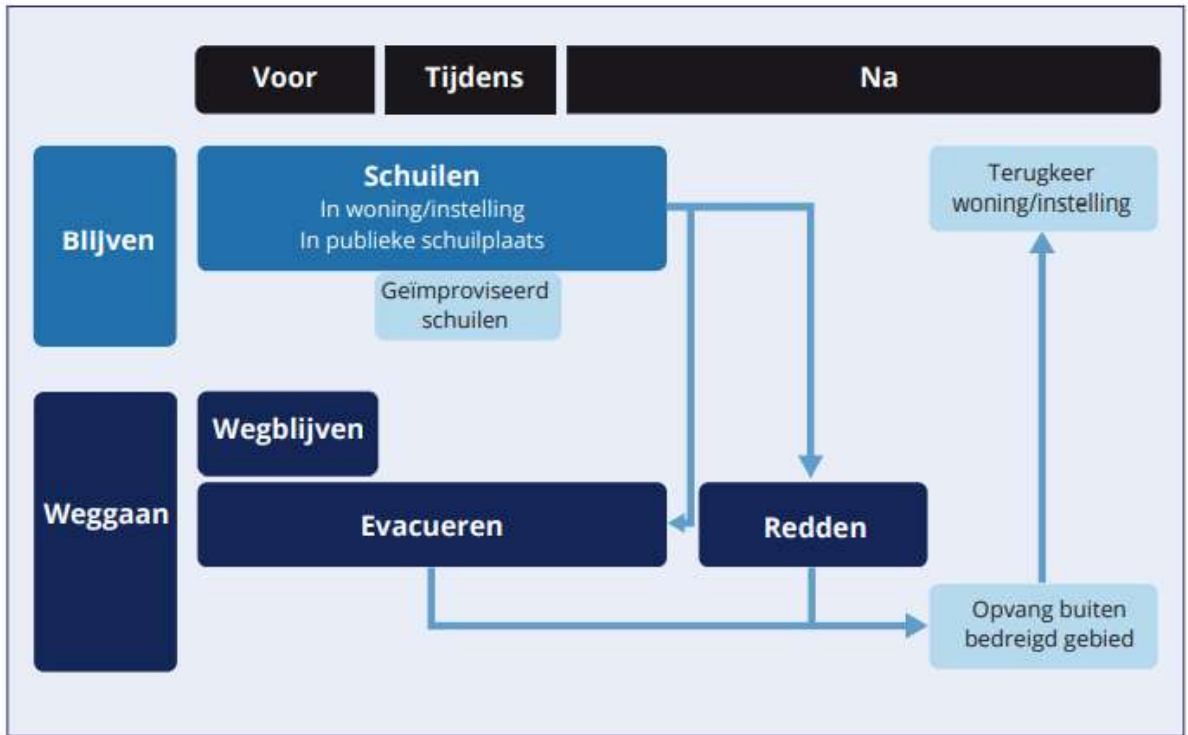 Voor
Tijdens
Na
Blijven
Schuilen
In woning/instelling
In publieke schuilplaats
Geïmproviseerd
schuilen
Terugkeer
woning/instelling
Weggaan
Wegblijven
Evacueren
Redden
Opvang buiten
bedreigd gebied